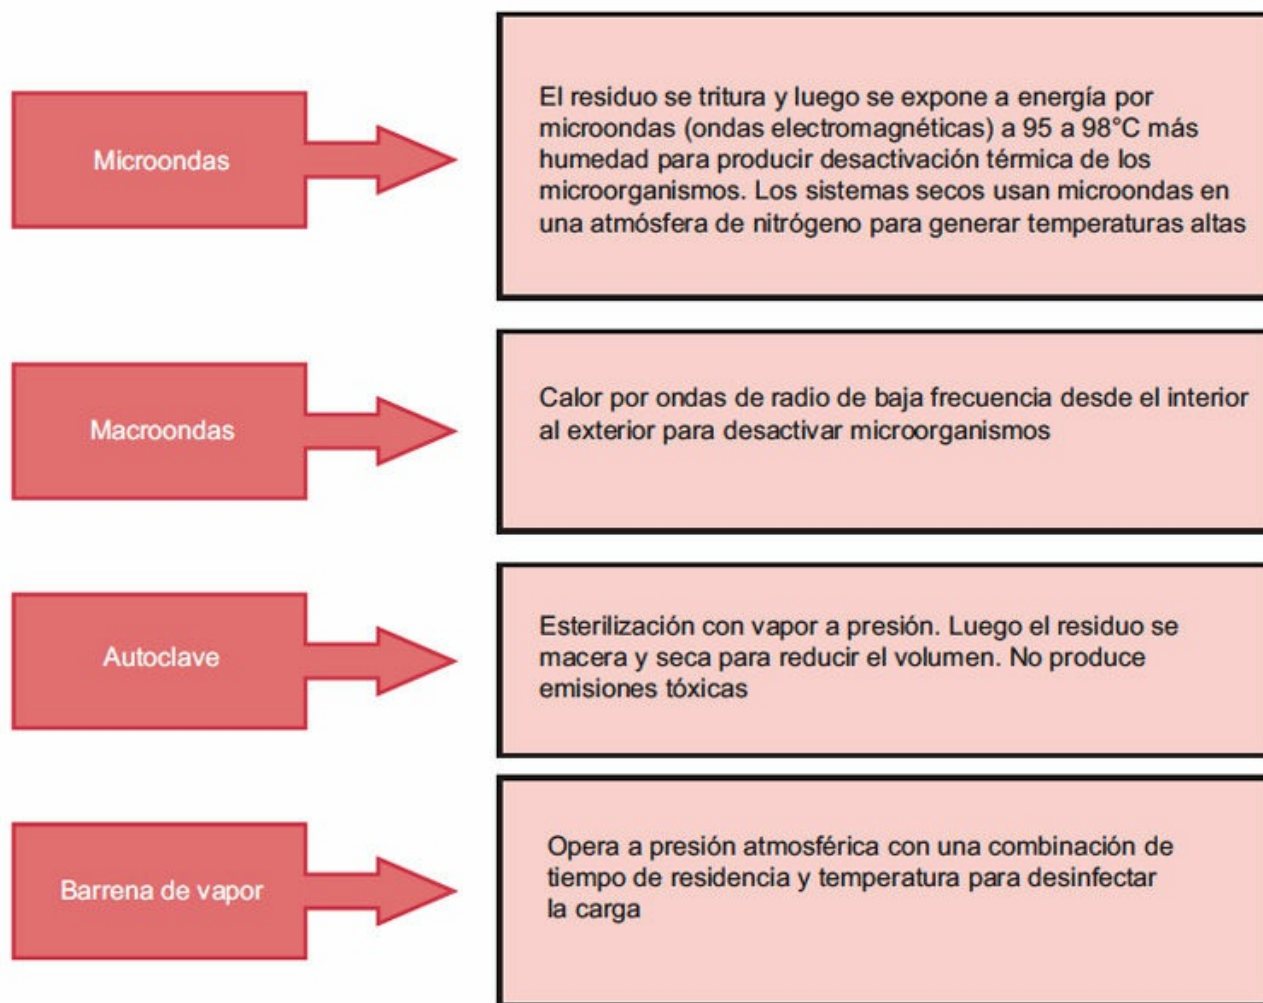 Microondas
El residuo se tritura y luego se expone a energía por
microondas (ondas electromagnéticas) a 95 a 98°C más
humedad para producir desactivación térmica de los
microorganismos. Los sistemas secos usan microondas en
una atmósfera de nitrógeno para generar temperaturas altas
Macroondas
Calor por ondas de radio de baja frecuencia desde el interior
al exterior para desactivar microorganismos
Autoclave
Esterilización con vapor a presión. Luego el residuo se
macera y seca para reducir el volumen. No produce
emisiones tóxicas
Barrena de vapor
Opera a presión atmosférica con una combinación de
tiempo de residencia y temperatura para desinfectar
la carga